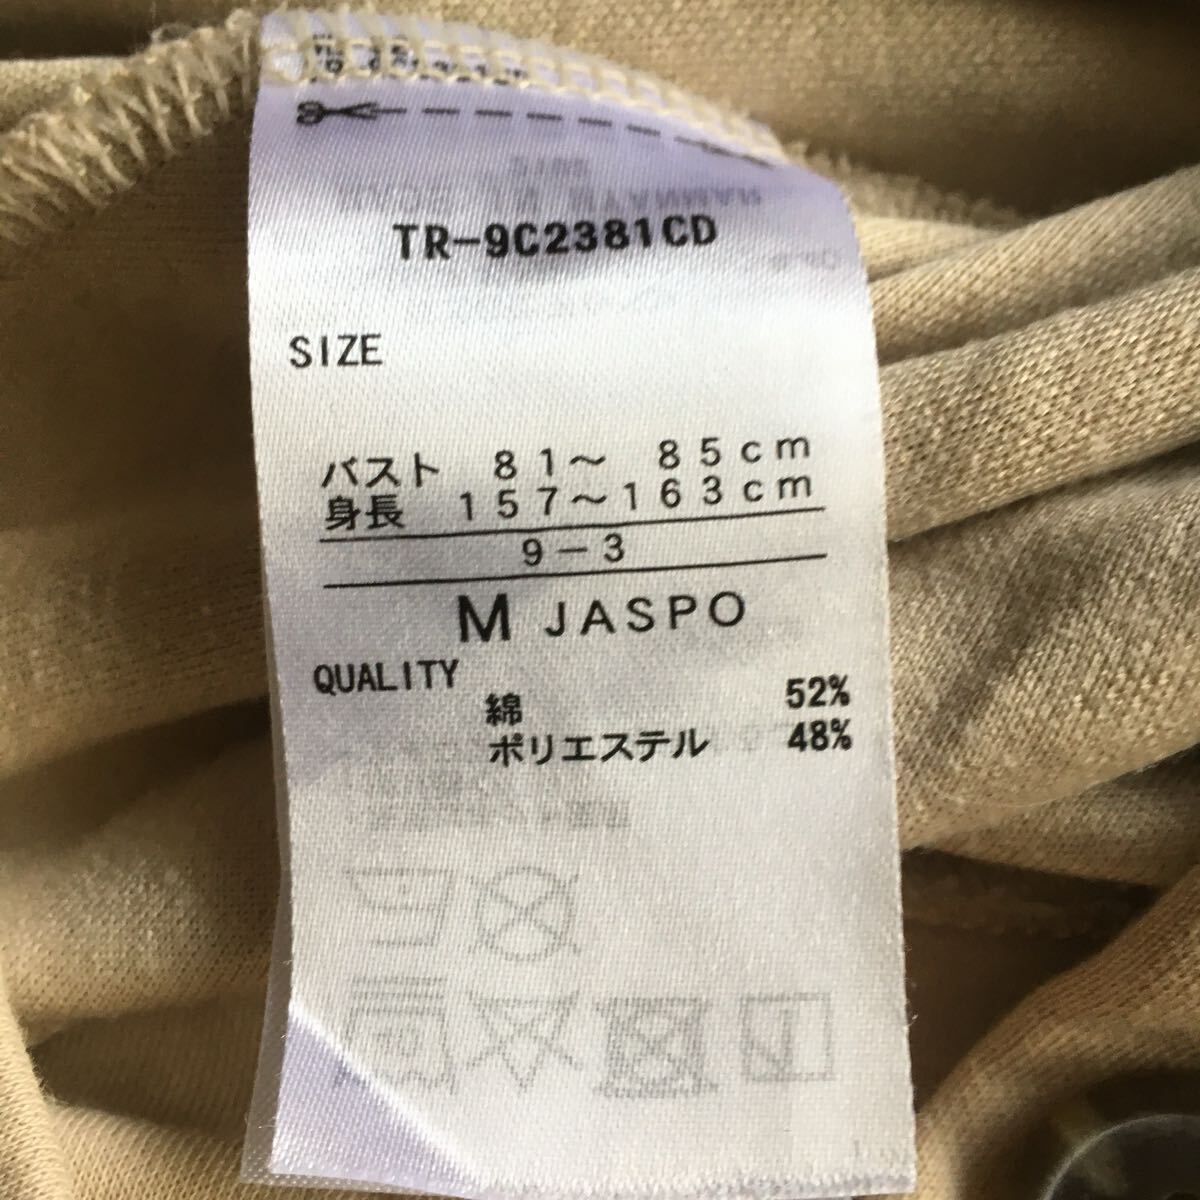 TR-9C2381CD
SIZE
バスト 81～ 85cm
身長 157～163cm
9-3
M JASPO
QUALITY
綿 52%
ポリエステル 48%